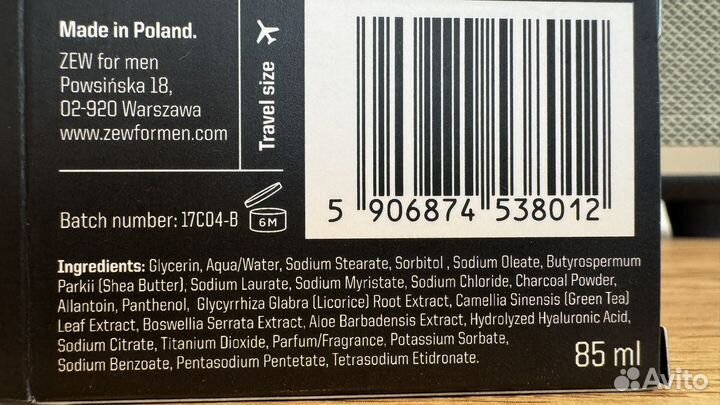 Made in Poland.
ZEW for men
Powsińska 18,
02-920 Warszawa
www.zewformen.com
Travel size
Batch number: 17C04-B
6M
5 906874 538012
Ingredients: Glycerin, Aqua/Water, Sodium Stearate, Sorbitol , Sodium Oleate, Butyrospermum
Parkii (Shea Butter), Sodium Laurate, Sodium Myristate, Sodium Chloride, Charcoal Powder,
Allantoin, Panthenol, Glycyrrhiza Glabra (Licorice) Root Extract, Camellia Sinensis (Green Tea)
Leaf Extract, Boswellia Serrata Extract, Aloe Barbadensis Extract, Hydrolyzed Hyaluronic Acid,
Sodium Citrate, Titanium Dioxide, Parfum/Fragrance, Potassium Sorbate,
Sodium Benzoate, Pentasodium Pentetate, Tetrasodium Etidronate.
85 ml
Avito